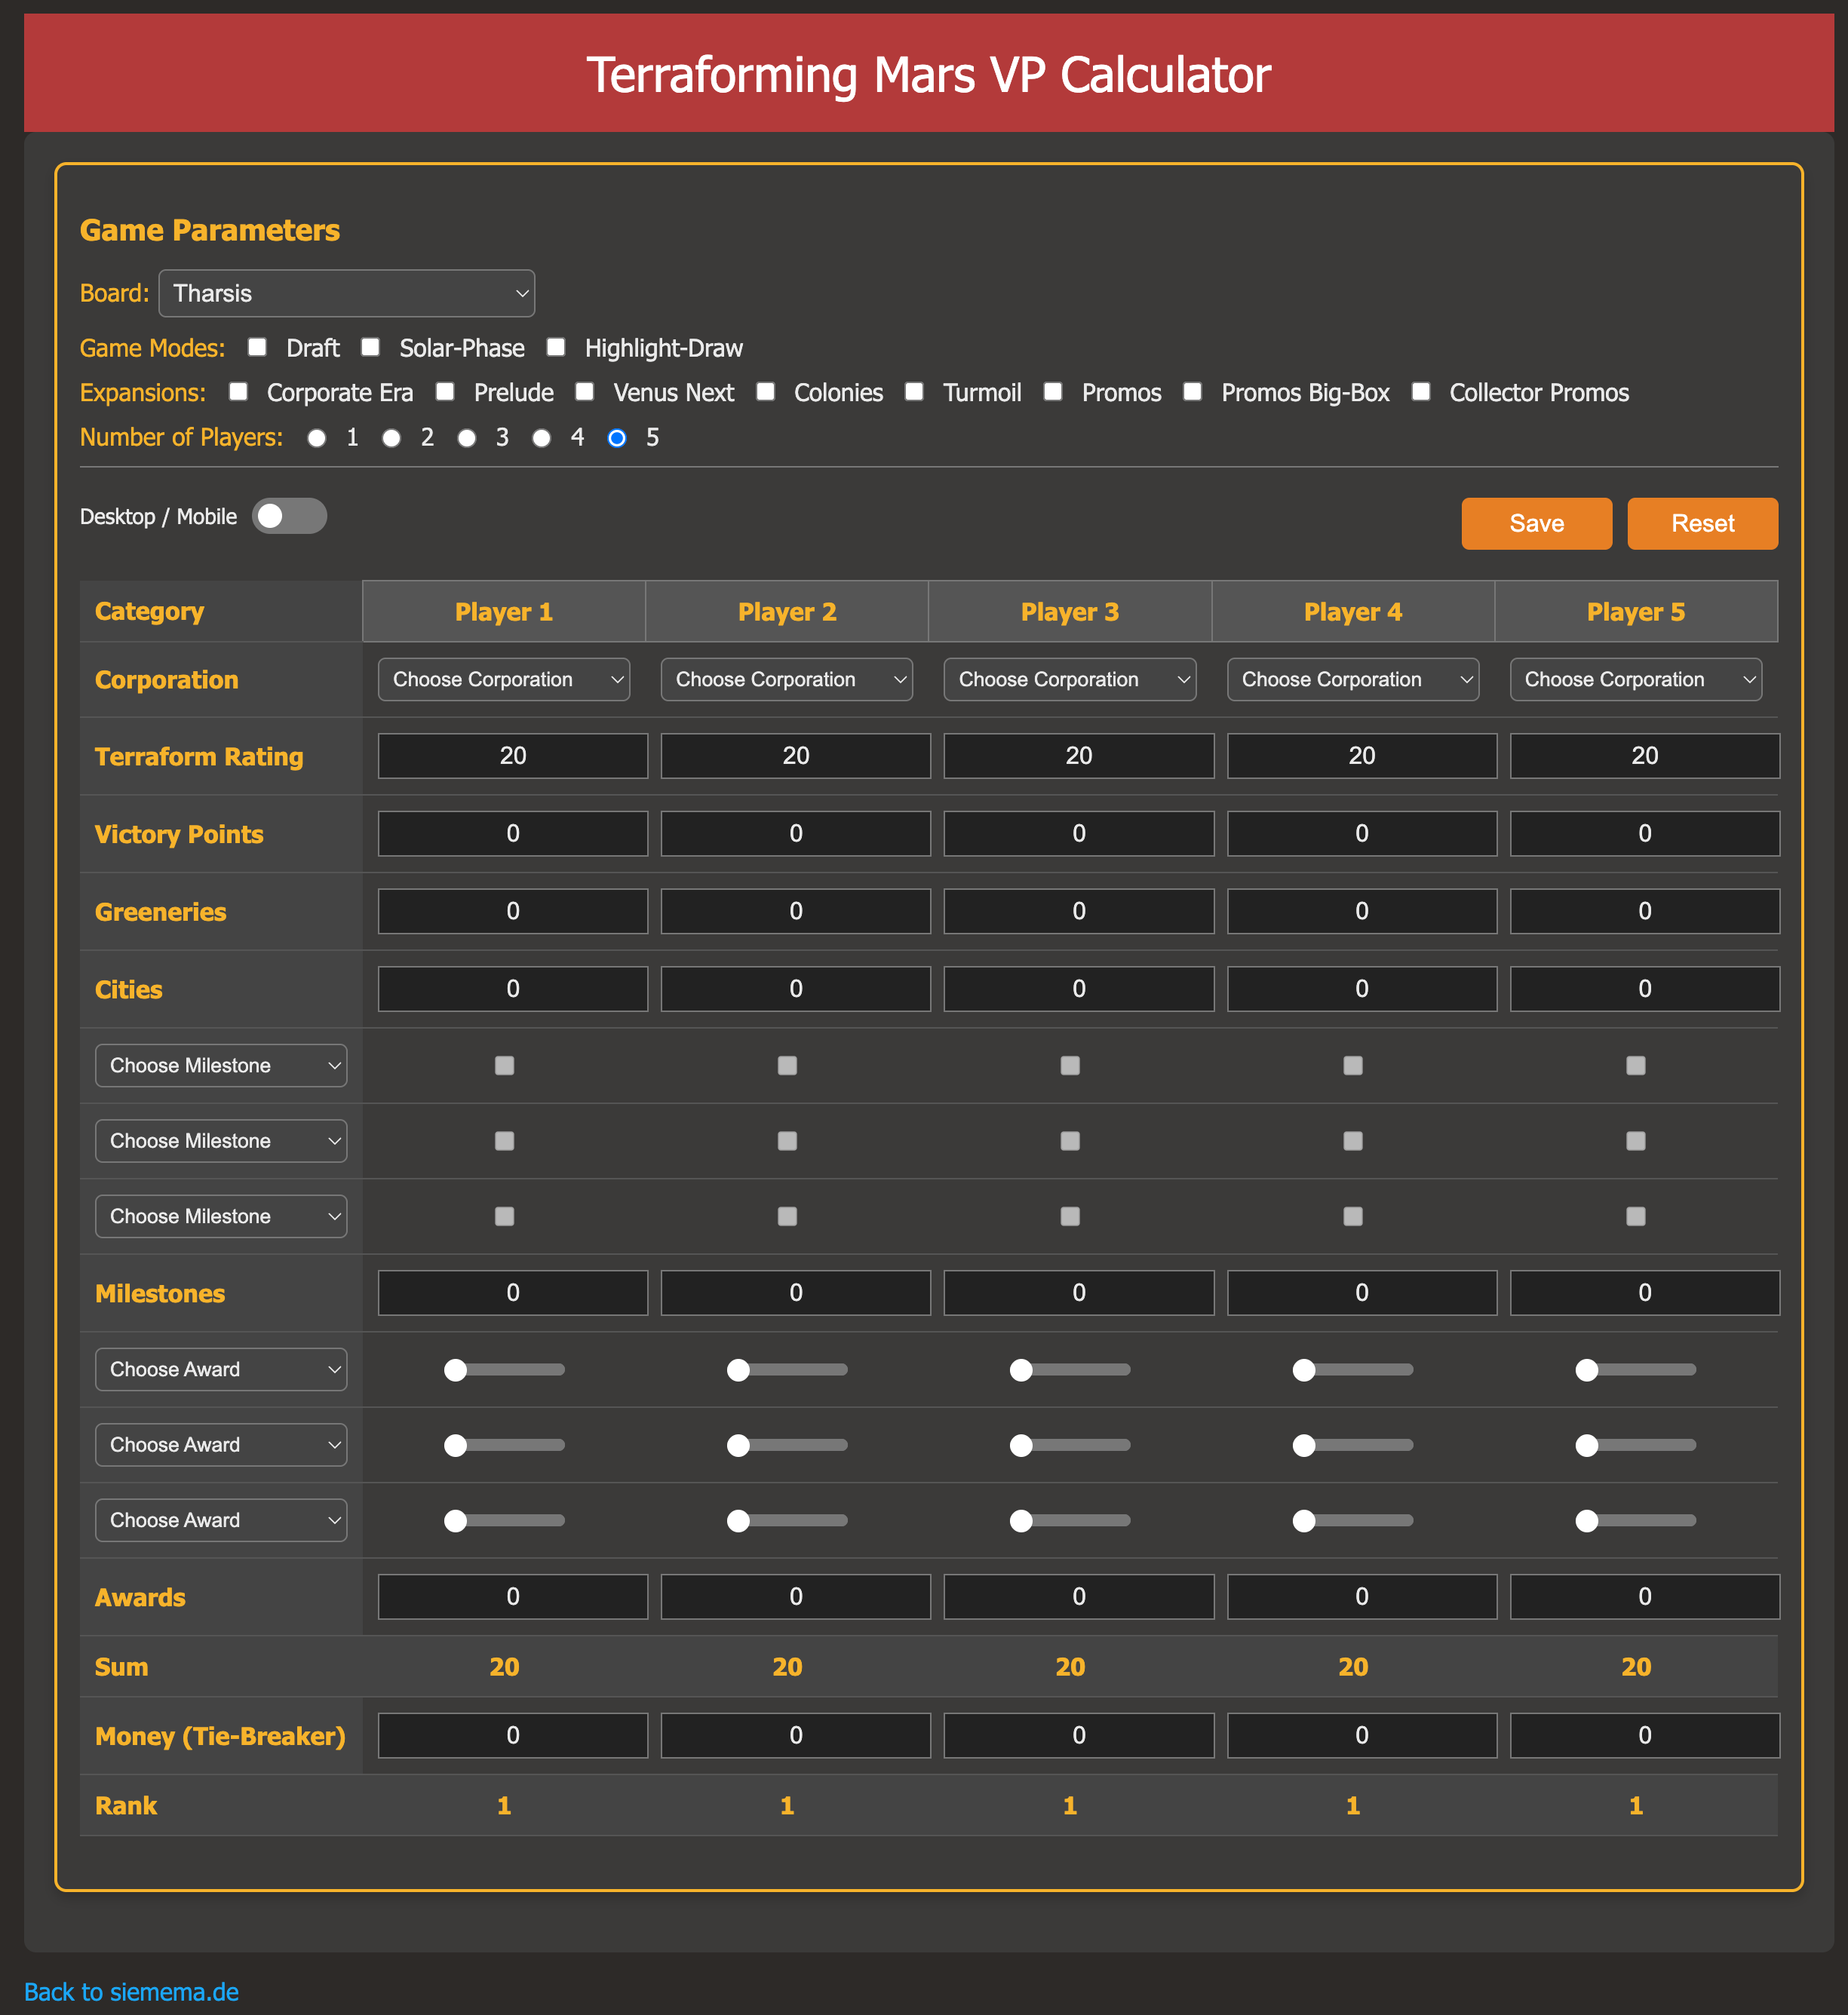 Terraforming Mars VP Calculator
Game Parameters
Board: Tharsis
Game Modes: Draft Solar-Phase Highlight-Draw
Expansions: Corporate Era Prelude Venus Next Colonies Turmoil Promos Promos Big-Box Collector Promos
Number of Players: 1 2 3 4 5
Desktop / Mobile Save Reset
Category Player 1 Player 2 Player 3 Player 4 Player 5
Corporation Choose Corporation Choose Corporation Choose Corporation Choose Corporation Choose Corporation
Terraform Rating 20 20 20 20 20
Victory Points 0 0 0 0 0
Greeneries 0 0 0 0 0
Cities 0 0 0 0 0
Choose Milestone
Choose Milestone
Choose Milestone
Milestones 0 0 0 0 0
Choose Award
Choose Award
Choose Award
Awards 0 0 0 0 0
Sum 20 20 20 20 20
Money (Tie-Breaker) 0 0 0 0 0
Rank 1 1 1 1 1
Back to siemema.de